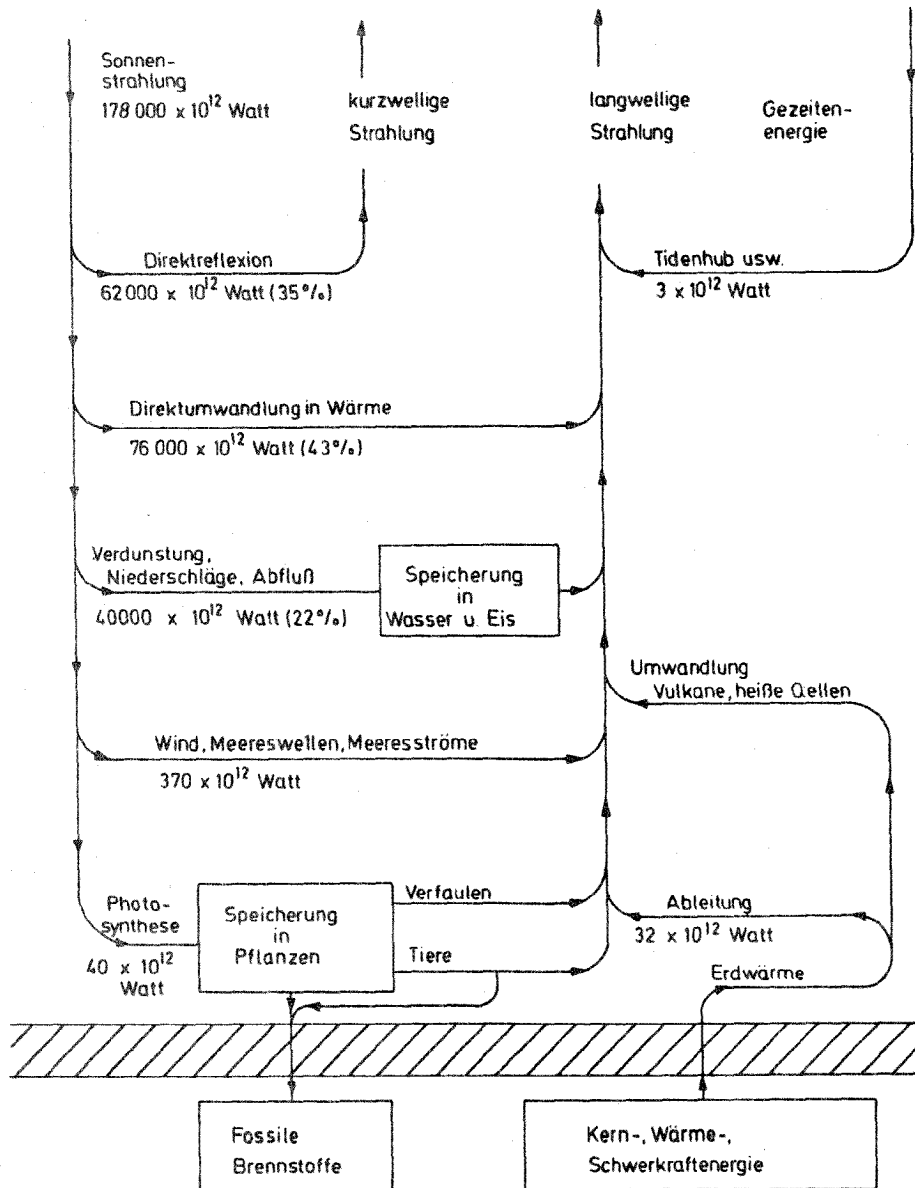 Sonnen-
strahlung
178 000 x 10¹² Watt
kurzwellige
Strahlung
langwellige
Strahlung
Gezeiten-
energie
Direktreflexion
62000 x 10¹² Watt (35%)
Tidenhub usw.
3 x 10¹² Watt
Direktumwandlung in Wärme
76 000 x 10¹² Watt (43%)
Verdunstung,
Niederschläge, Abfluß
40000 x 10¹² Watt (22%)
Speicherung
in
Wasser u. Eis
Umwandlung
Vulkane, heiße Qellen
Wind, Meereswellen, Meeresströme
370 x 10¹² Watt
Photo-
synthese
40 x 10¹²
Watt
Speicherung
in
Pflanzen
Verfaulen
Tiere
Ableitung
32 x 10¹² Watt
Erdwärme
Fossile
Brennstoffe
Kern-, Wärme-,
Schwerkraftenergie